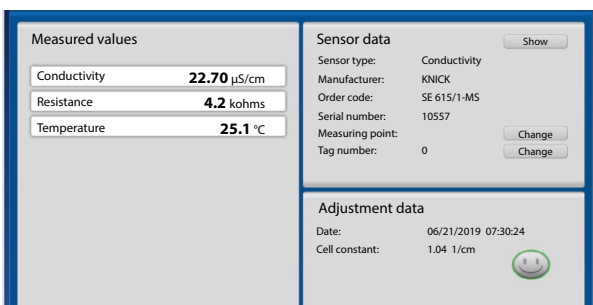 Measured values
Conductivity 22.70 µS/cm
Resistance 4.2 kohms
Temperature 25.1 °C
Sensor data Show
Sensor type: Conductivity
Manufacturer: KNICK
Order code: SE 615/1-MS
Serial number: 10557
Measuring point: Change
Tag number: 0 Change
Adjustment data
Date: 06/21/2019 07:30:24
Cell constant: 1.04 1/cm